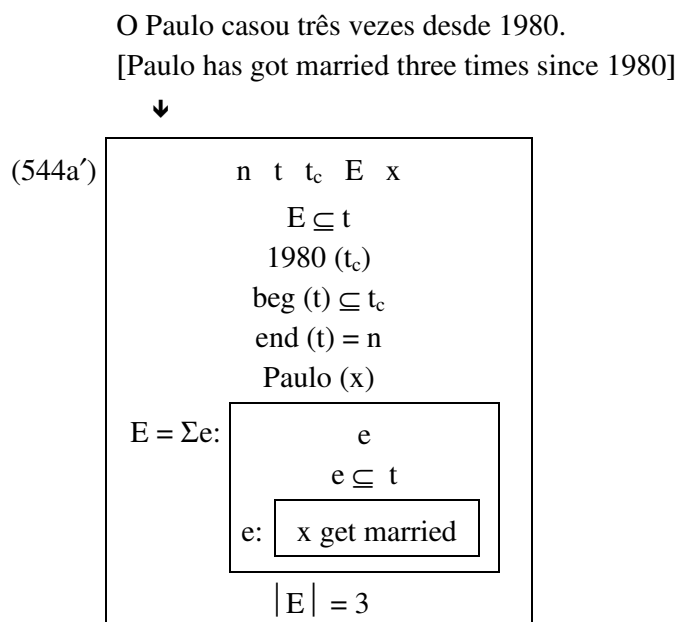 O Paulo casou três vezes desde 1980.
[Paulo has got married three times since 1980]
🡻
(544a′) n t t_c E x
E ⊆ t
1980 (t_c)
beg (t) ⊆ t_c
end (t) = n
Paulo (x)
E = Σe: e
e ⊆ t
e: x get married
|E| = 3